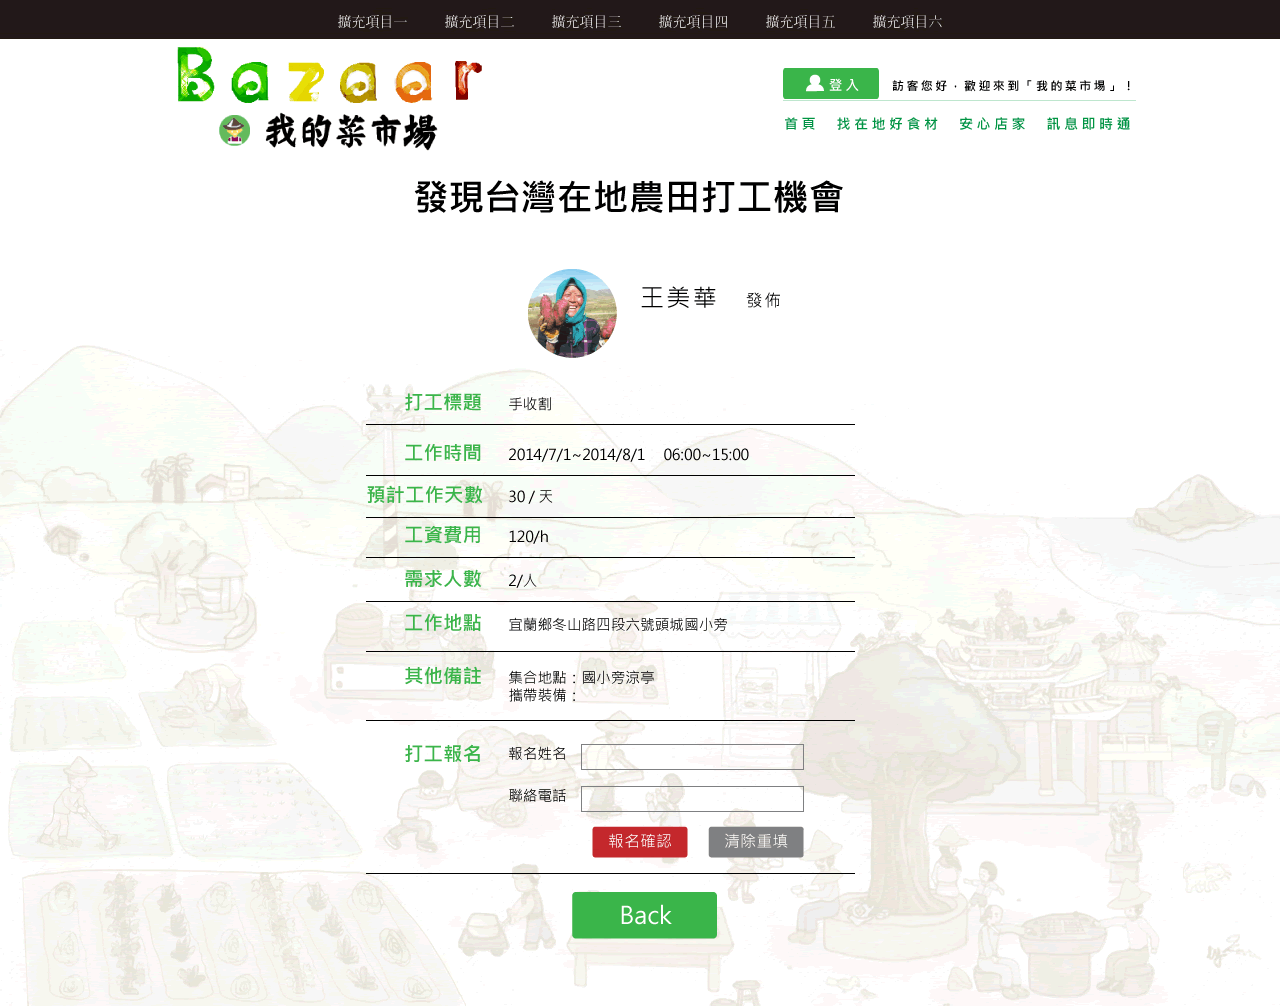 擴充項目一 擴充項目二 擴充項目三 擴充項目四 擴充項目五 擴充項目六
Bazaar
我的菜市場
登入 訪客您好，歡迎來到「我的菜市場」！
首頁 找在地好食材 安心店家 訊息即時通
發現台灣在地農田打工機會
王美華 發佈
打工標題 手收割
工作時間 2014/7/1~2014/8/1 06:00~15:00
預計工作天數 30 / 天
工資費用 120/h
需求人數 2/人
工作地點 宜蘭鄉冬山路四段六號頭城國小旁
其他備註 集合地點：國小旁涼亭
攜帶裝備：
打工報名 報名姓名
聯絡電話
報名確認 清除重填
Back